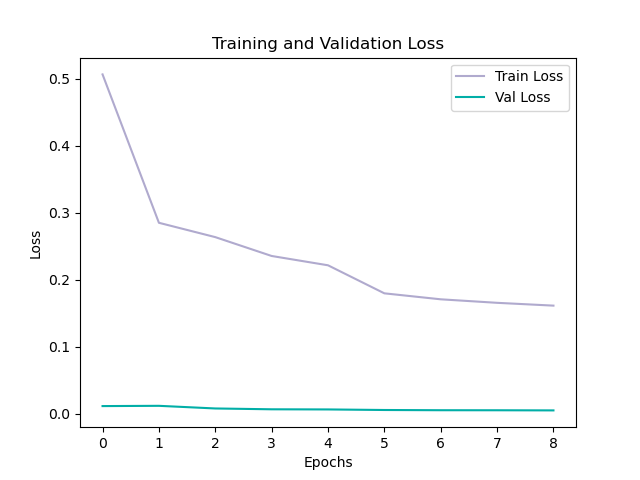 Training and Validation Loss
Train Loss
Val Loss
Loss
0.5
0.4
0.3
0.2
0.1
0.0
0 1 2 3 4 5 6 7 8
Epochs